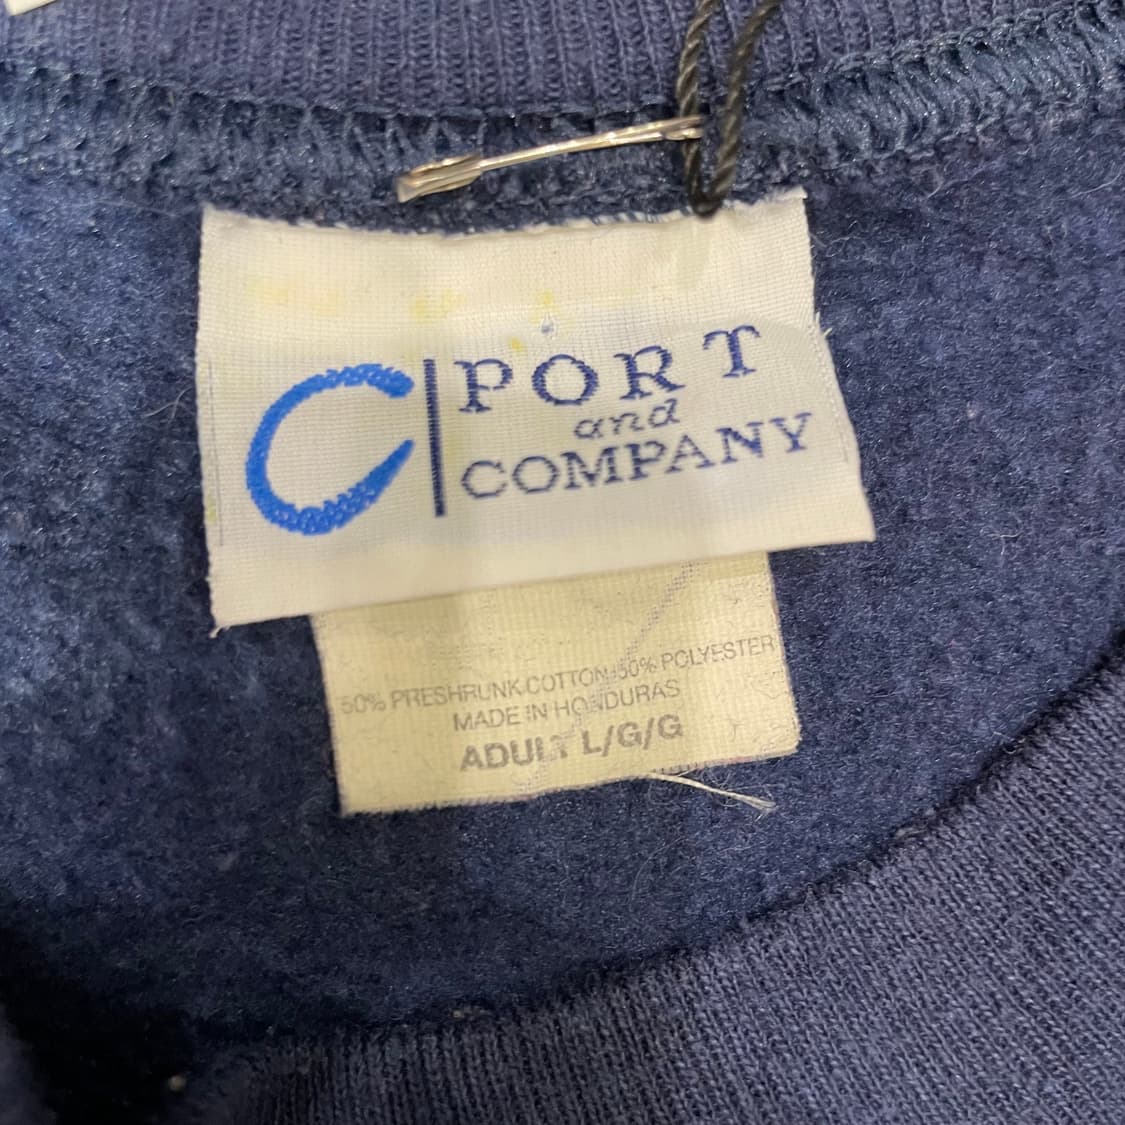 PORT
and
COMPANY
50% PRESHRUNK COTTON 50% POLYESTER
MADE IN HONDURAS
ADULT L/G/G